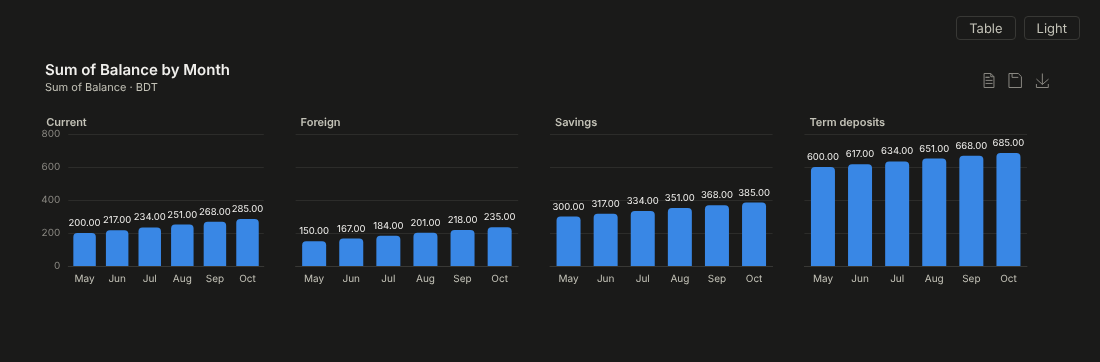 Table Light
Sum of Balance by Month
Sum of Balance · BDT
Current Foreign Savings Term deposits
800
600
400
200
0
200.00 217.00 234.00 251.00 268.00 285.00
150.00 167.00 184.00 201.00 218.00 235.00
300.00 317.00 334.00 351.00 368.00 385.00
600.00 617.00 634.00 651.00 668.00 685.00
May Jun Jul Aug Sep Oct May Jun Jul Aug Sep Oct May Jun Jul Aug Sep Oct May Jun Jul Aug Sep Oct